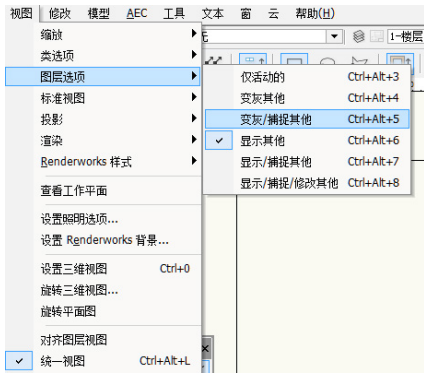 视图 修改 模型 AEC 工具 文本 窗 云 帮助(H)
缩放
无
1-楼层
类选项
图层选项
仅活动的 Ctrl+Alt+3
标准视图
变灰其他 Ctrl+Alt+4
投影
变灰/捕捉其他 Ctrl+Alt+5
渲染
显示其他 Ctrl+Alt+6
Renderworks 样式
显示/捕捉其他 Ctrl+Alt+7
显示/捕捉/修改其他 Ctrl+Alt+8
查看工作平面
设置照明选项...
设置 Renderworks 背景...
设置三维视图 Ctrl+0
旋转三维视图...
旋转平面图
对齐图层视图
统一视图 Ctrl+Alt+L